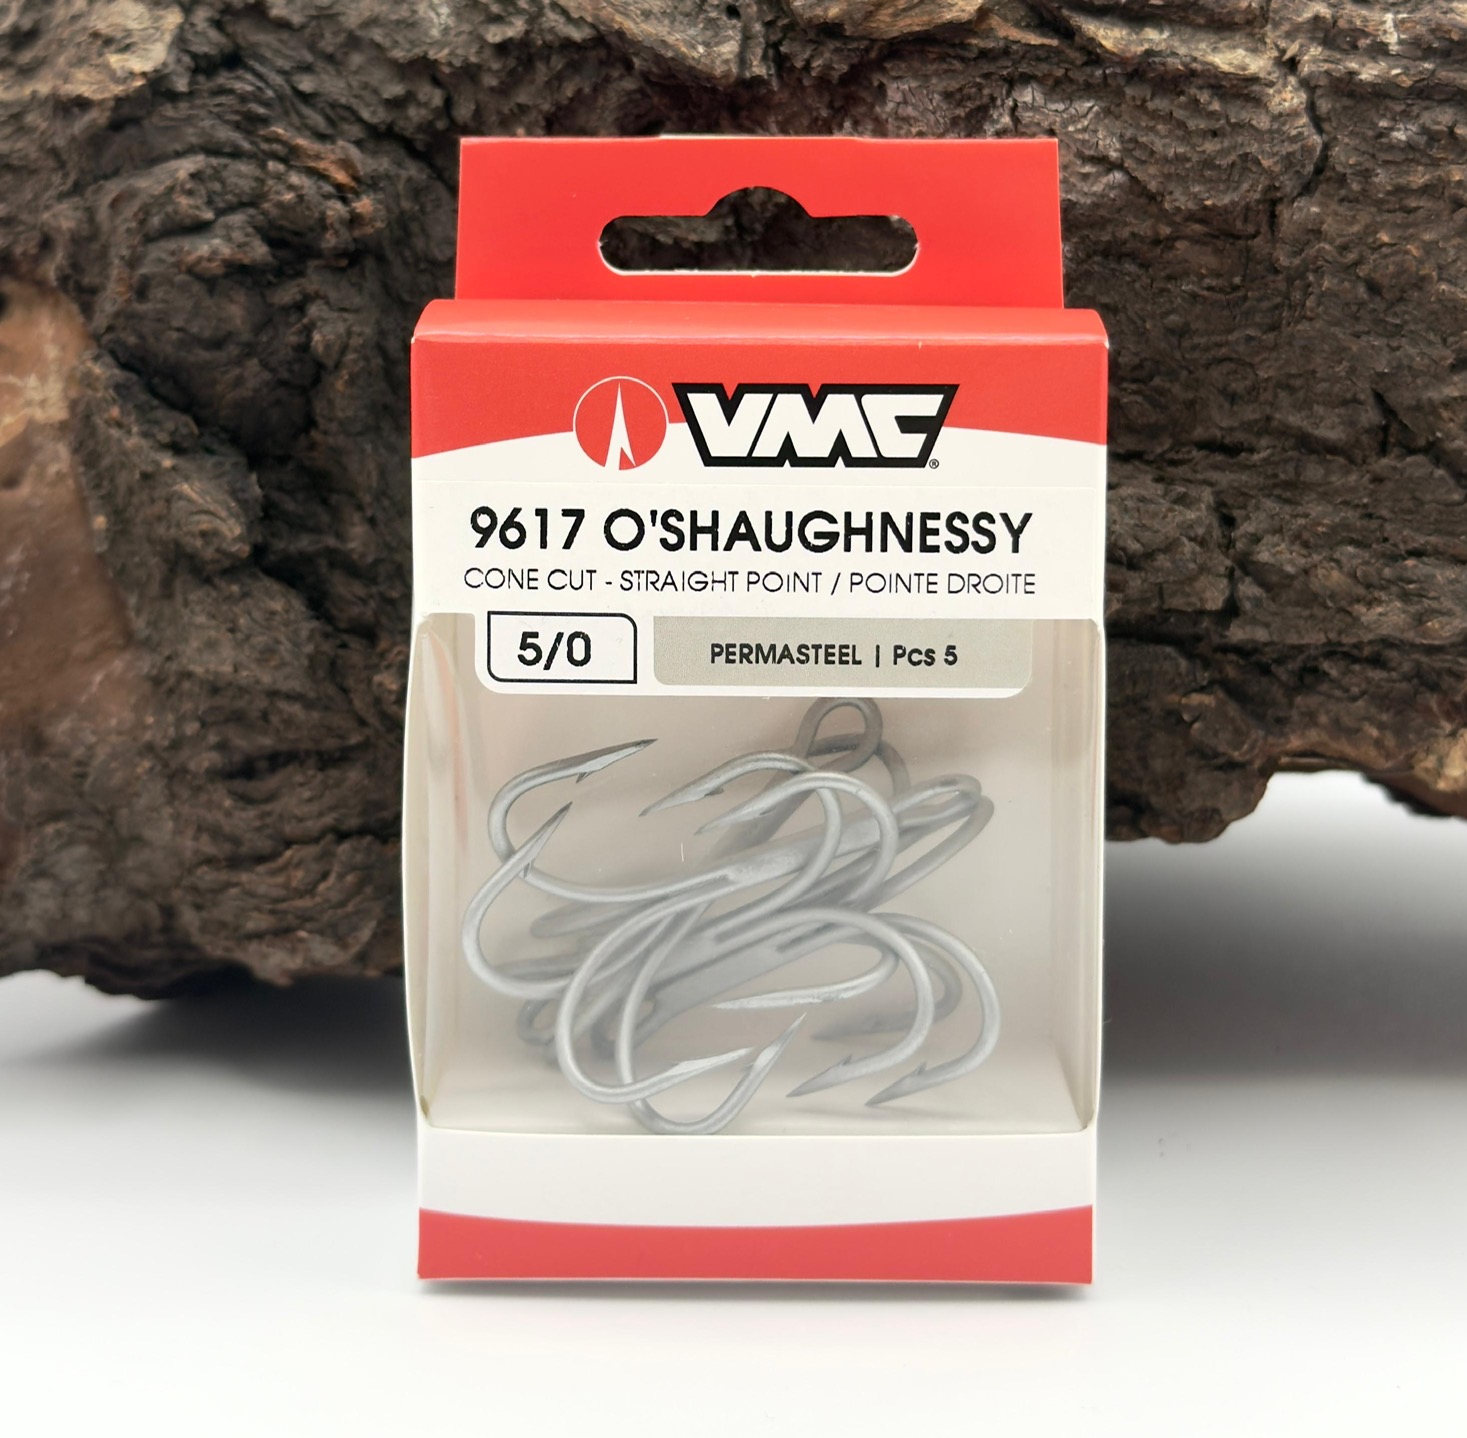 VMC®
9617 O'SHAUGHNESSY
CONE CUT - STRAIGHT POINT / POINTE DROITE
5/0
PERMASTEEL | Pcs 5